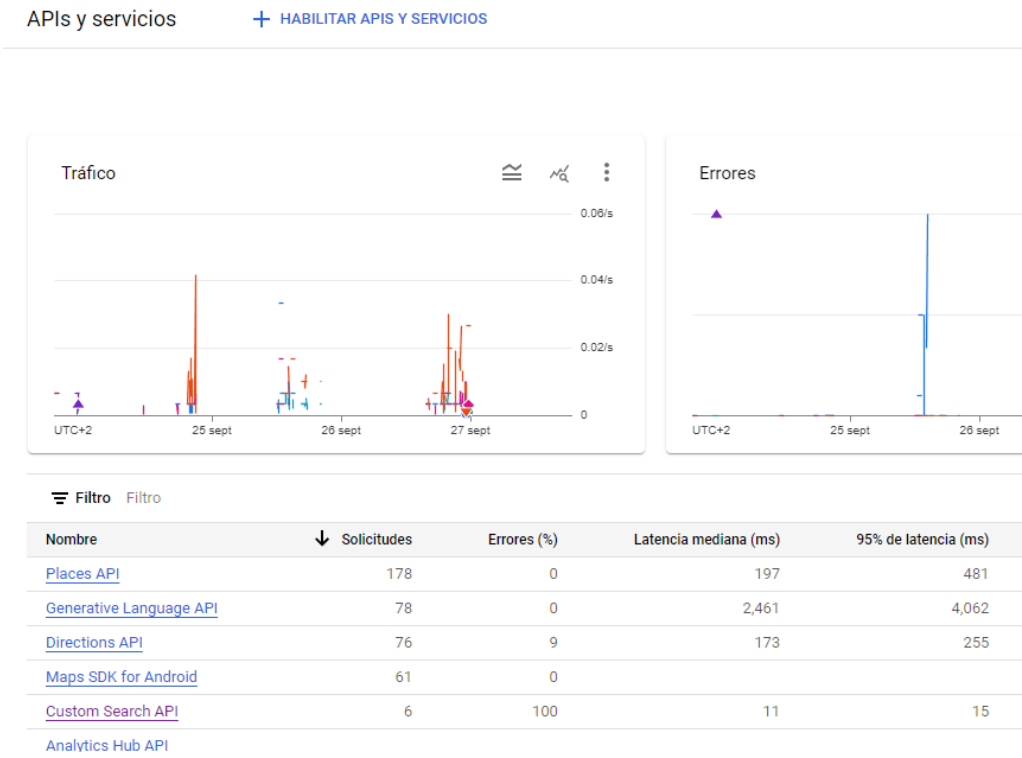 APIs y servicios + HABILITAR APIS Y SERVICIOS
Tráfico
0.06/s
0.04/s
0.02/s
0
UTC+2 25 sept 26 sept 27 sept
Errores
UTC+2 25 sept 26 sept
Filtro Filtro
Nombre Solicitudes Errores (%) Latencia mediana (ms) 95% de latencia (ms)
Places API 178 0 197 481
Generative Language API 78 0 2,461 4,062
Directions API 76 9 173 255
Maps SDK for Android 61 0
Custom Search API 6 100 11 15
Analytics Hub API